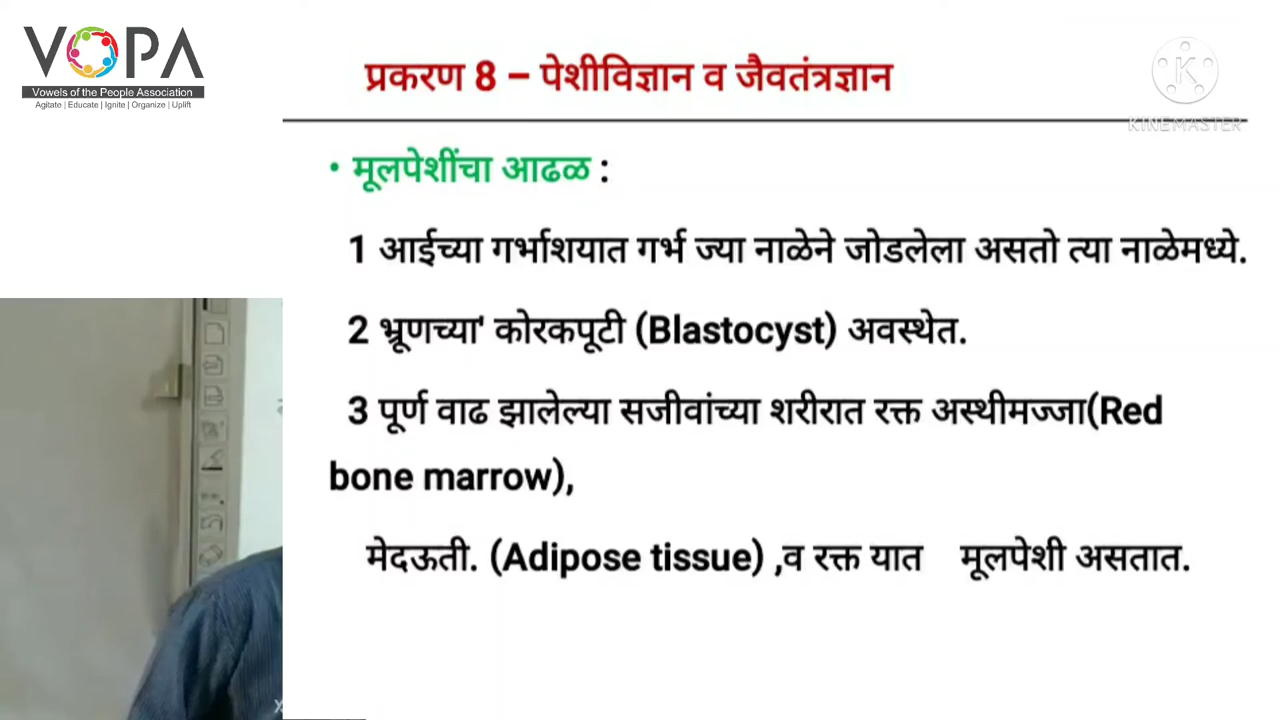 VOPA
Vowels of the People Association
Agitate | Educate | Ignite | Organize | Uplift
प्रकरण 8 – पेशीविज्ञान व जैवतंत्रज्ञान
K
KINEMASTER
• मूलपेशींचा आढळ :
1 आईच्या गर्भाशयात गर्भ ज्या नाळेने जोडलेला असतो त्या नाळेमध्ये.
2 भ्रूणच्या' कोरकपूटी (Blastocyst) अवस्थेत.
3 पूर्ण वाढ झालेल्या सजीवांच्या शरीरात रक्त अस्थीमज्जा(Red
bone marrow),
मेदऊती. (Adipose tissue) ,व रक्त यात मूलपेशी असतात.